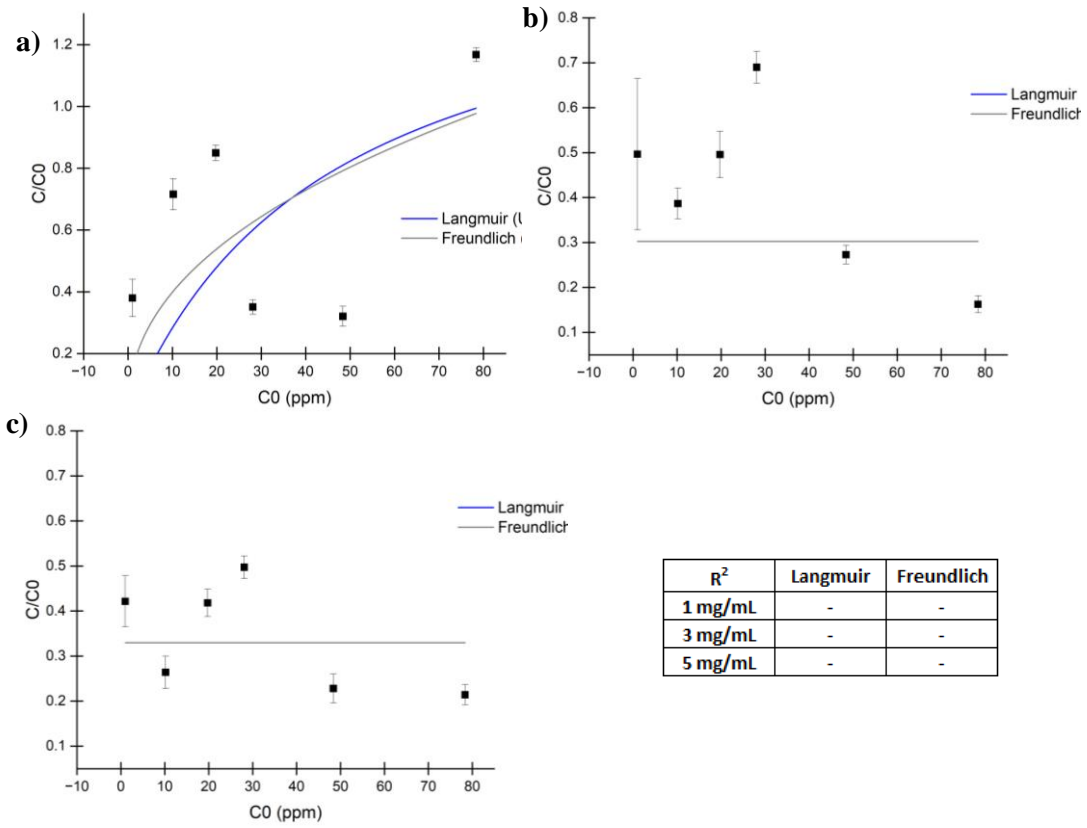 a)
1.2
1.0
0.8
0.6
0.4
0.2
C/C0
−10 0 10 20 30 40 50 60 70 80
C0 (ppm)
Langmuir (U
Freundlich (
b)
0.8
0.7
0.6
0.5
0.4
0.3
0.2
0.1
C/C0
−10 0 10 20 30 40 50 60 70 80
C0 (ppm)
Langmuir
Freundlich
c)
0.8
0.7
0.6
0.5
0.4
0.3
0.2
0.1
C/C0
−10 0 10 20 30 40 50 60 70 80
C0 (ppm)
Langmuir
Freundlich
R² Langmuir Freundlich
1 mg/mL - -
3 mg/mL - -
5 mg/mL - -